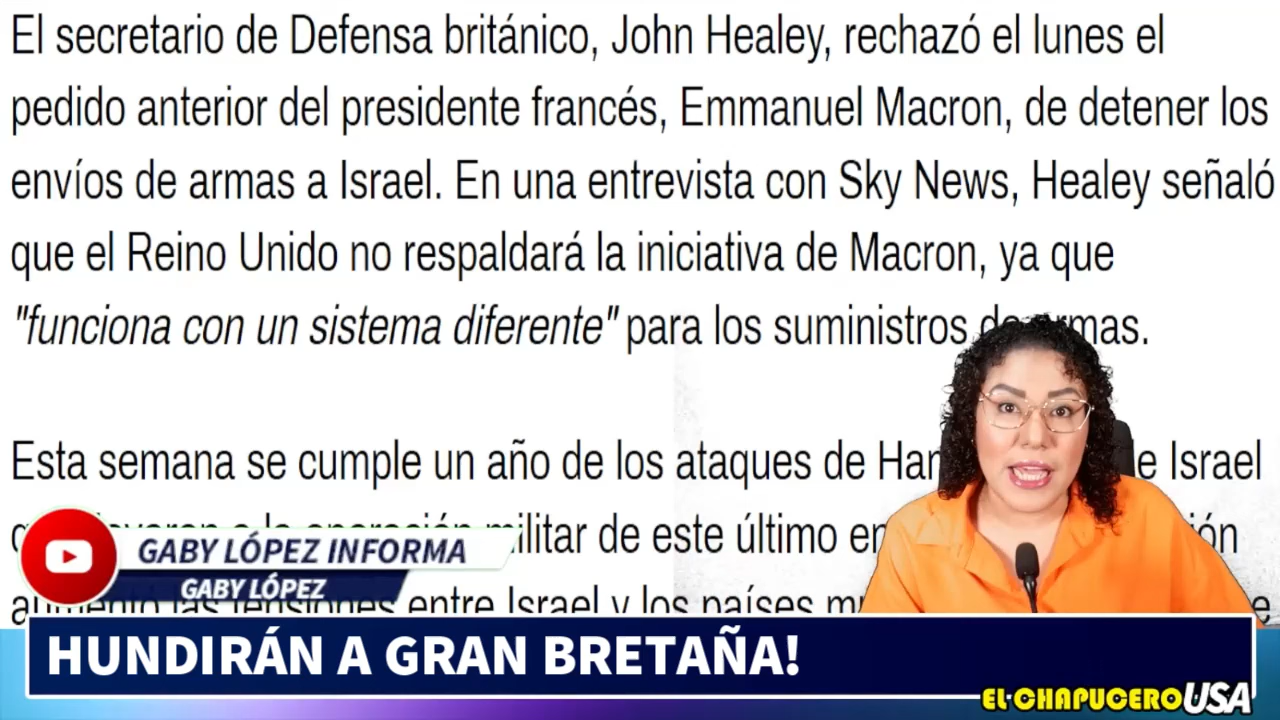 El secretario de Defensa británico, John Healey, rechazó el lunes el
pedido anterior del presidente francés, Emmanuel Macron, de detener los
envíos de armas a Israel. En una entrevista con Sky News, Healey señaló
que el Reino Unido no respaldará la iniciativa de Macron, ya que
"funciona con un sistema diferente" para los suministros de armas.
Esta semana se cumple un año de los ataques de Israel
militar de este último
entre Israel y los países
GABY LÓPEZ INFORMA
GABY LÓPEZ
HUNDIRÁN A GRAN BRETAÑA!
EL CHAPUCERO USA